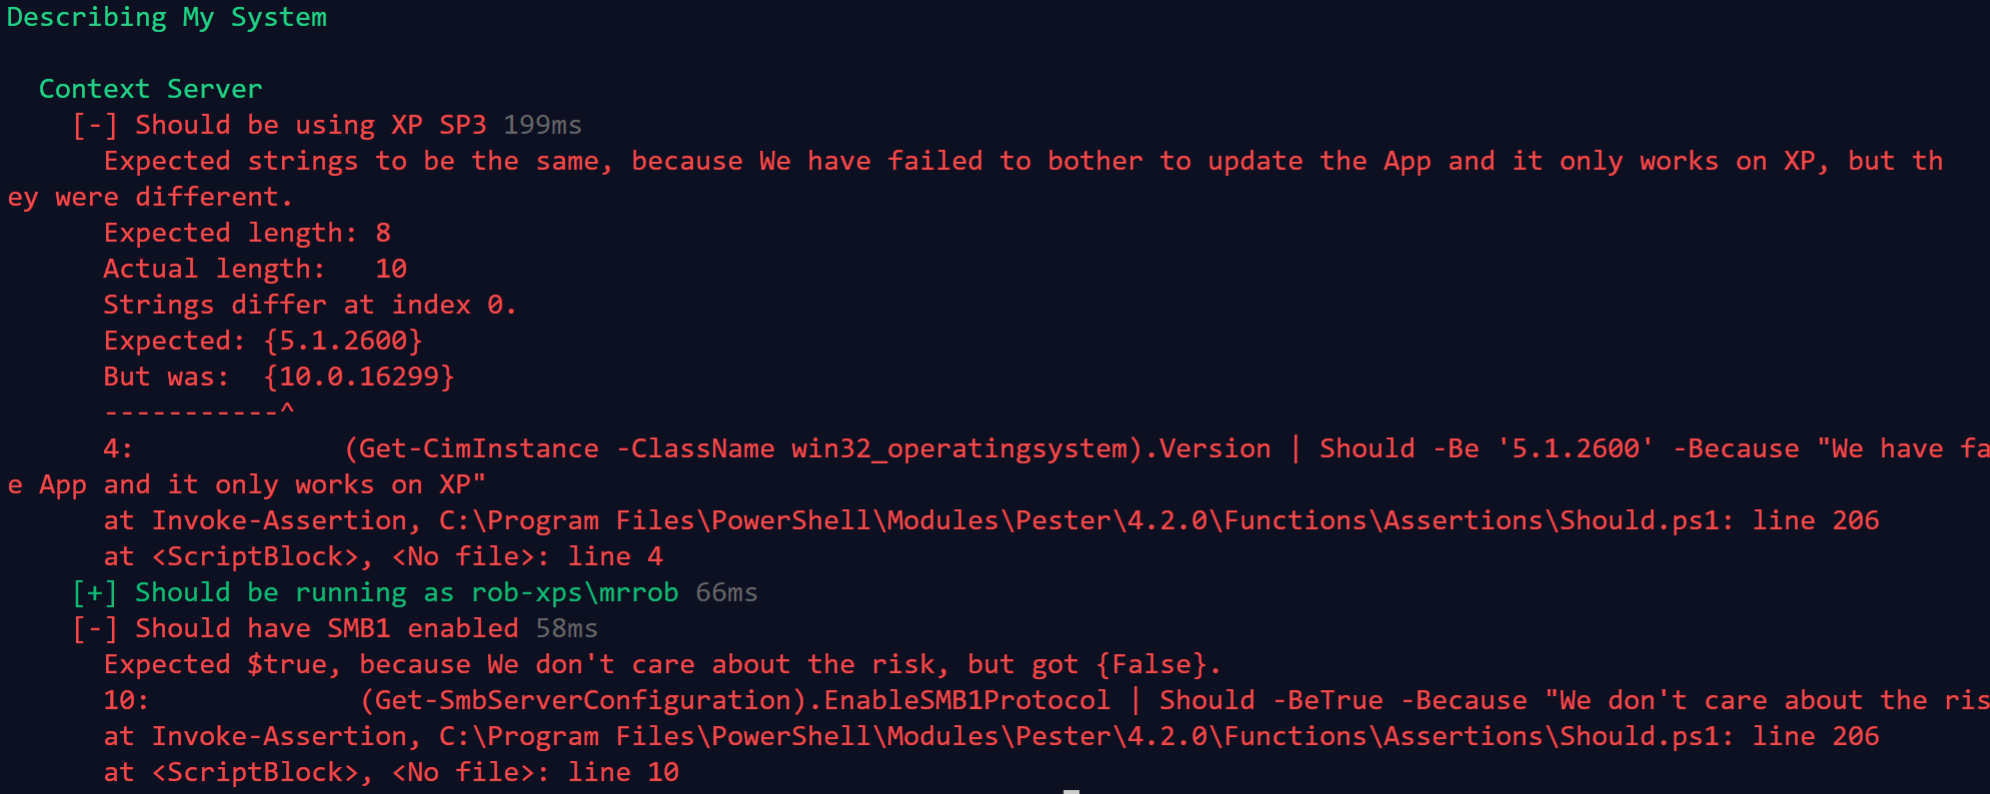 Describing My System
Context Server
[-] Should be using XP SP3 199ms
Expected strings to be the same, because We have failed to bother to update the App and it only works on XP, but th
ey were different.
Expected length: 8
Actual length:   10
Strings differ at index 0.
Expected: {5.1.2600}
But was:  {10.0.16299}
-----------^
4:             (Get-CimInstance -ClassName win32_operatingsystem).Version | Should -Be '5.1.2600' -Because "We have fa
e App and it only works on XP"
at Invoke-Assertion, C:\Program Files\PowerShell\Modules\Pester\4.2.0\Functions\Assertions\Should.ps1: line 206
at <ScriptBlock>, <No file>: line 4
[+] Should be running as rob-xps\mrrob 66ms
[-] Should have SMB1 enabled 58ms
Expected $true, because We don't care about the risk, but got {False}.
10:             (Get-SmbServerConfiguration).EnableSMB1Protocol | Should -BeTrue -Because "We don't care about the ris
at Invoke-Assertion, C:\Program Files\PowerShell\Modules\Pester\4.2.0\Functions\Assertions\Should.ps1: line 206
at <ScriptBlock>, <No file>: line 10